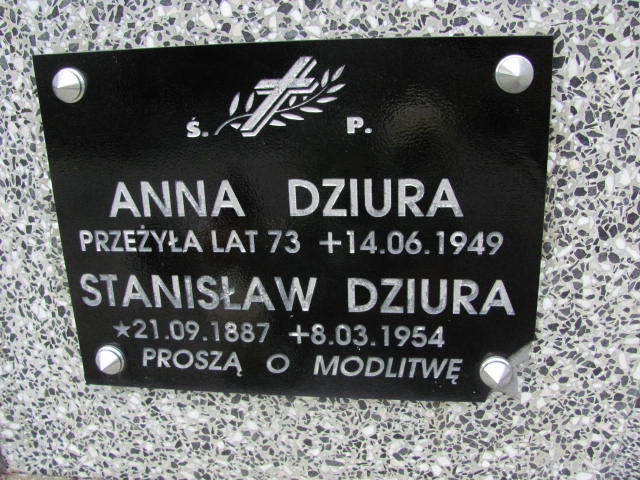 Ś. P.
ANNA DZIURA
PRZEŻYŁA LAT 73 +14.06.1949
STANISŁAW DZIURA
★21.09.1887 +8.03.1954
PROSZĄ O MODLITWĘ